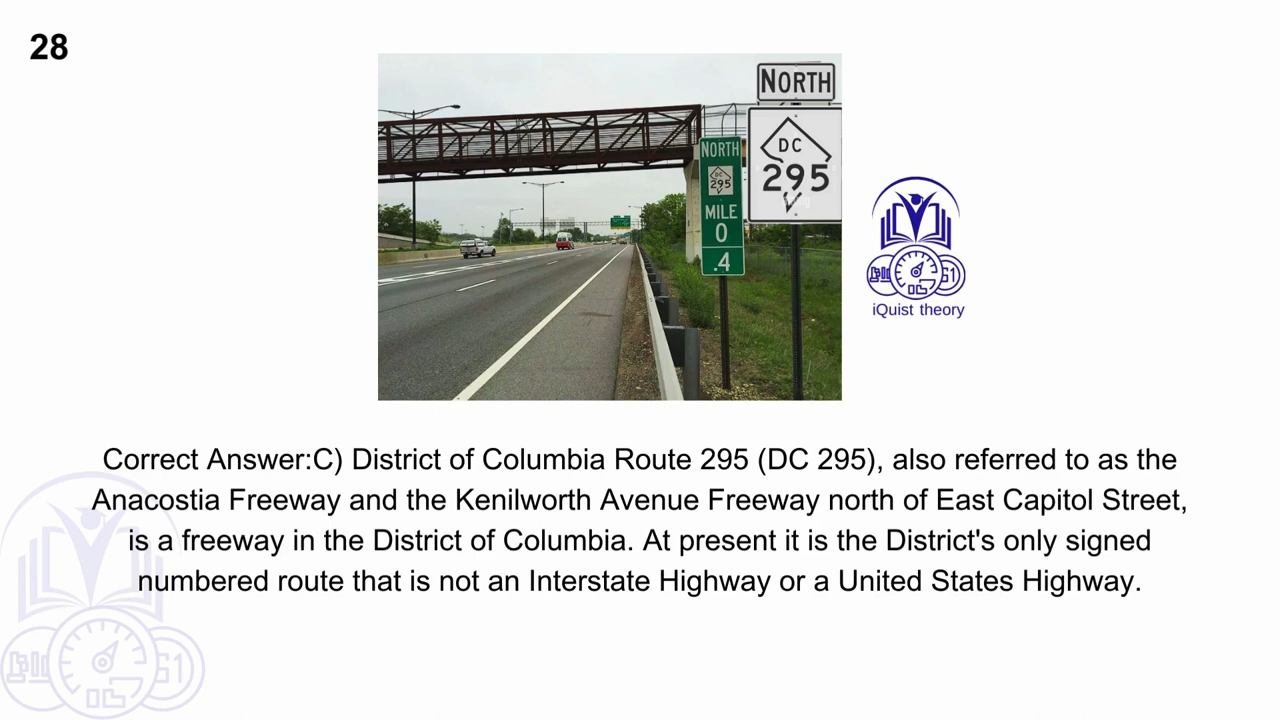 28
NORTH
DC
295
NORTH
DC
295
MILE
0
.4
iQuist theory
Correct Answer:C) District of Columbia Route 295 (DC 295), also referred to as the
Anacostia Freeway and the Kenilworth Avenue Freeway north of East Capitol Street,
is a freeway in the District of Columbia. At present it is the District's only signed
numbered route that is not an Interstate Highway or a United States Highway.